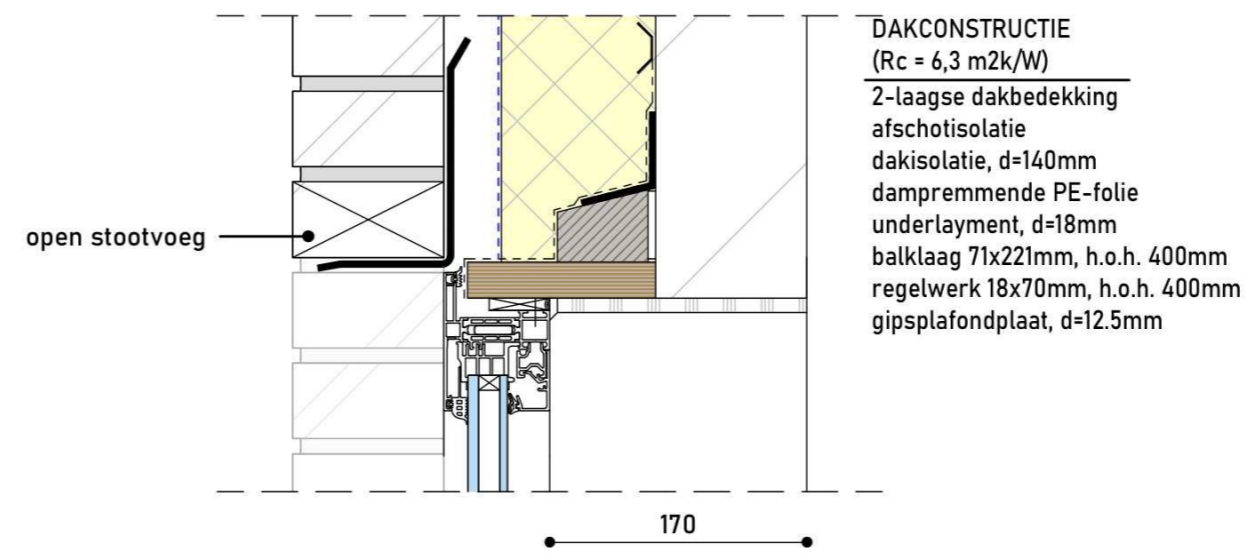 DAKCONSTRUCTIE
(Rc = 6,3 m2k/W)
2-laagse dakbedekking
afschotisolatie
dakisolatie, d=140mm
dampremmende PE-folie
underlayment, d=18mm
balklaag 71x221mm, h.o.h. 400mm
regelwerk 18x70mm, h.o.h. 400mm
gipsplafondplaat, d=12.5mm
open stootvoeg
170